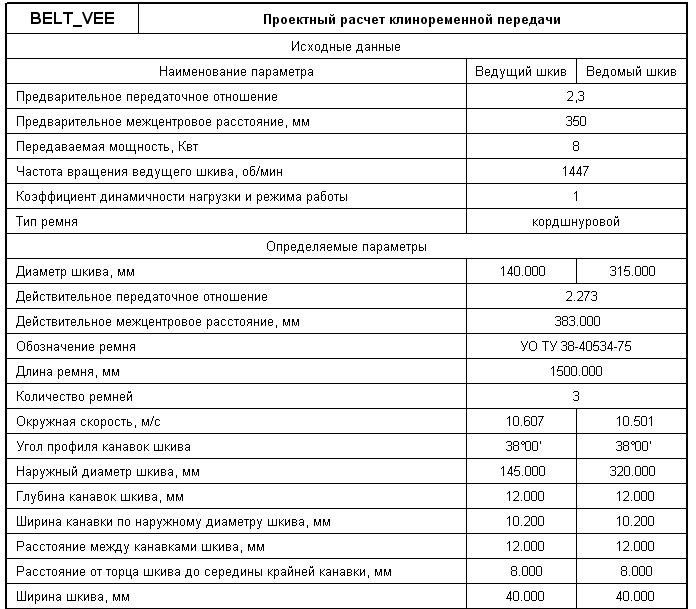 BELT_VEE Проектный расчет клиноременной передачи
Исходные данные
Наименование параметра Ведущий шкив Ведомый шкив
Предварительное передаточное отношение 2,3
Предварительное межцентровое расстояние, мм 350
Передаваемая мощность, Квт 8
Частота вращения ведущего шкива, об/мин 1447
Коэффициент динамичности нагрузки и режима работы 1
Тип ремня кордшнуровой
Определяемые параметры
Диаметр шкива, мм 140.000 315.000
Действительное передаточное отношение 2.273
Действительное межцентровое расстояние, мм 383.000
Обозначение ремня УО ТУ 38-40534-75
Длина ремня, мм 1500.000
Количество ремней 3
Окружная скорость, м/с 10.607 10.501
Угол профиля канавок шкива 38°00' 38°00'
Наружный диаметр шкива, мм 145.000 320.000
Глубина канавок шкива, мм 12.000 12.000
Ширина канавки по наружному диаметру шкива, мм 10.200 10.200
Расстояние между канавками шкива, мм 12.000 12.000
Расстояние от торца шкива до середины крайней канавки, мм 8.000 8.000
Ширина шкива, мм 40.000 40.000